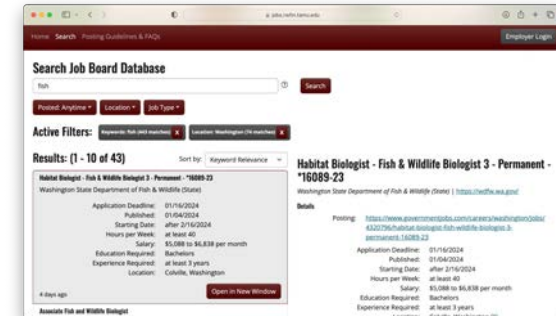 jobs.rwfm.tamu.edu
Home Search Posting Guidelines & FAQs
Employer Login
Search Job Board Database
fish
Search
Posted: Anytime
Location
Job Type
Active Filters:
Keywords: fish (443 matches) X
Location: Washington (74 matches) X
Results: (1 - 10 of 43)
Sort by: Keyword Relevance
Habitat Biologist - Fish & Wildlife Biologist 3 - Permanent - *16089-23
Washington State Department of Fish & Wildlife (State)
Application Deadline: 01/16/2024
Published: 01/04/2024
Starting Date: after 2/16/2024
Hours per Week: at least 40
Salary: $5,088 to $6,838 per month
Education Required: Bachelors
Experience Required: at least 3 years
Location: Colville, Washington
4 days ago
Open in New Window
Associate Fish and Wildlife Biologist
Habitat Biologist - Fish & Wildlife Biologist 3 - Permanent -
*16089-23
Washington State Department of Fish & Wildlife (State) | https://wdfw.wa.gov/
Details
Posting: https://www.governmentjobs.com/careers/washington/jobs/
4320796/habitat-biologist-fish-wildlife-biologist-3-
permanent-16089-23
Application Deadline: 01/16/2024
Published: 01/04/2024
Starting Date: after 2/16/2024
Hours per Week: at least 40
Salary: $5,088 to $6,838 per month
Education Required: Bachelors
Experience Required: at least 3 years